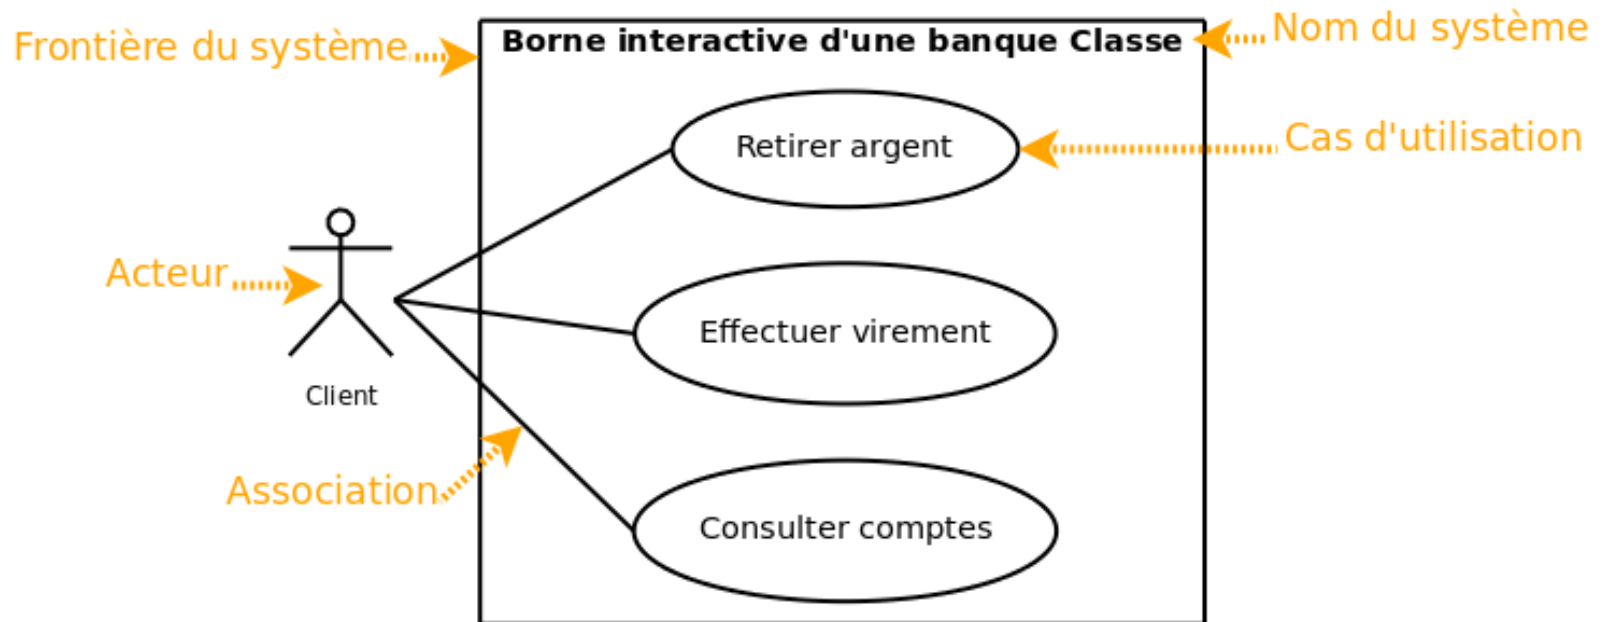 Frontière du système
Borne interactive d'une banque Classe
Nom du système
Retirer argent
Cas d'utilisation
Acteur
Effectuer virement
Client
Association
Consulter comptes